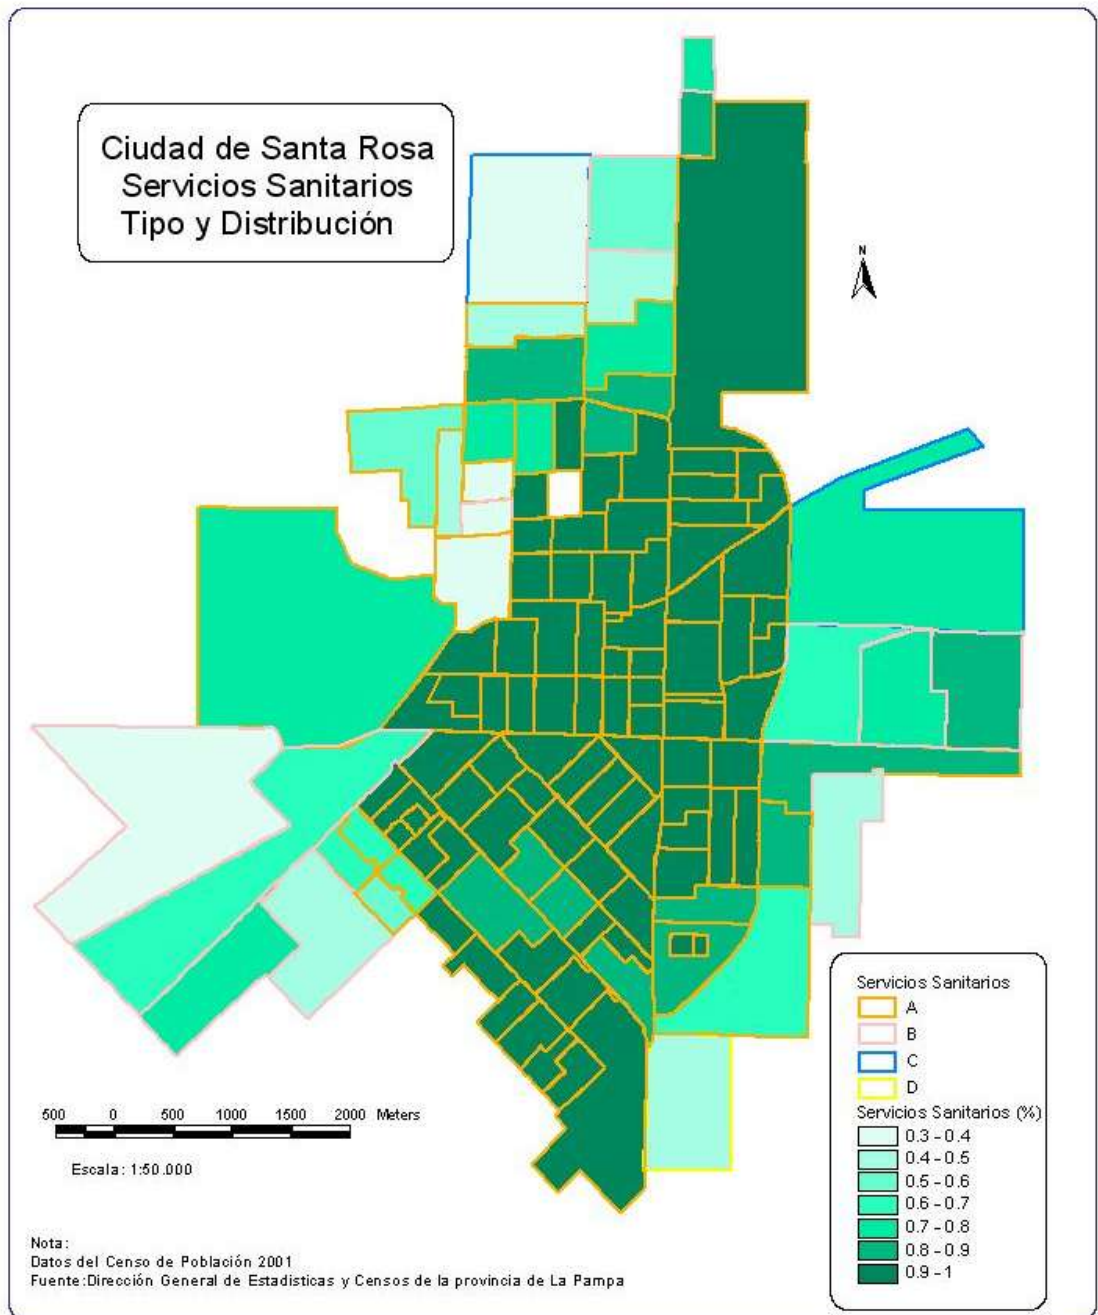 Ciudad de Santa Rosa
Servicios Sanitarios
Tipo y Distribución
N
Servicios Sanitarios
A
B
C
D
Servicios Sanitarios (%)
0.3 - 0.4
0.4 - 0.5
0.5 - 0.6
0.6 - 0.7
0.7 - 0.8
0.8 - 0.9
0.9 - 1
500 0 500 1000 1500 2000 Meters
Escala: 1:50.000
Nota:
Datos del Censo de Población 2001
Fuente:Dirección General de Estadisticas y Censos de la provincia de La Pampa